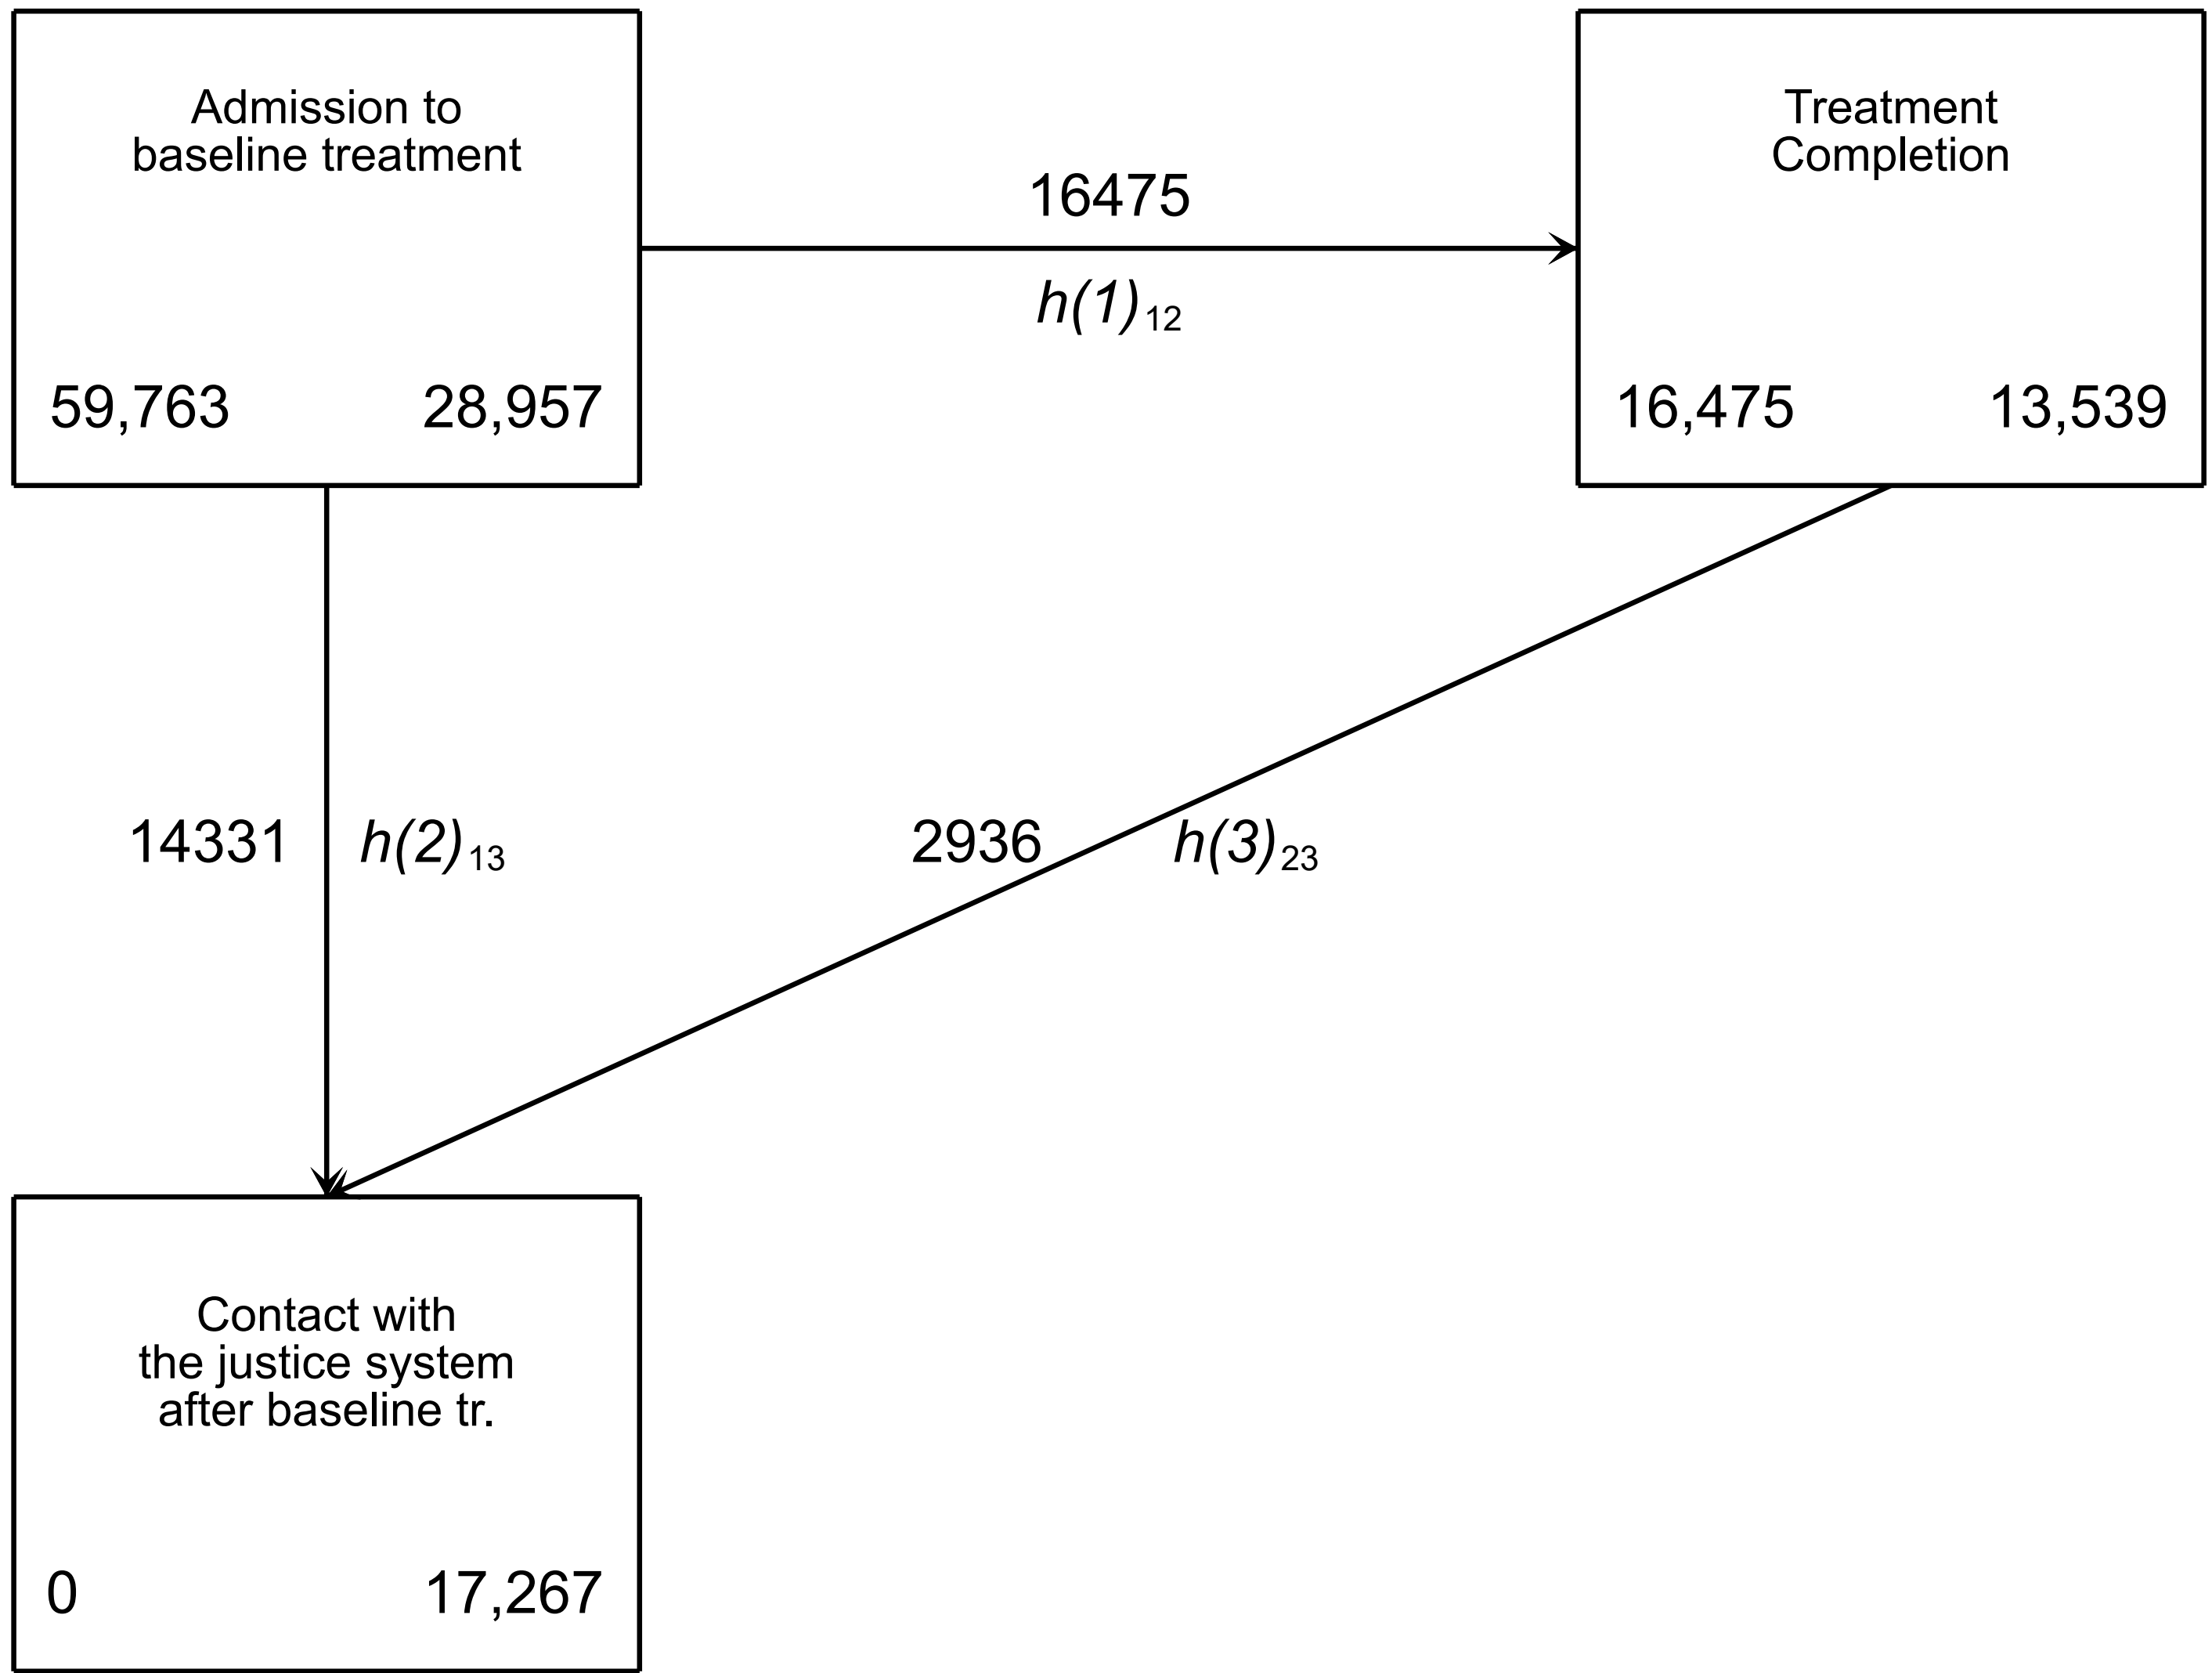 Admission to
baseline treatment
59,763 28,957
16475
h(1)12
Treatment
Completion
16,475 13,539
14331 h(2)13
2936 h(3)23
Contact with
the justice system
after baseline tr.
0 17,267